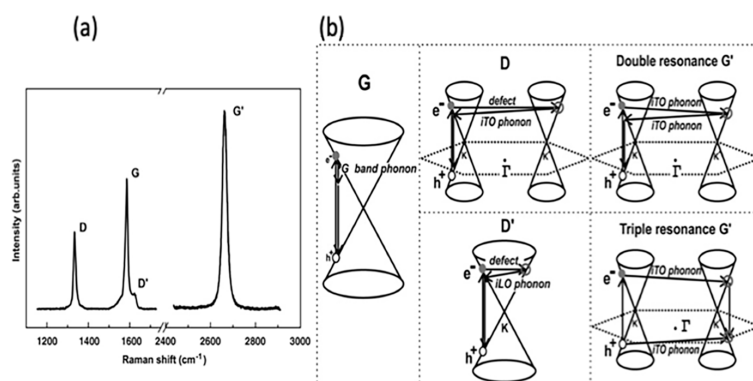 (a)
(b)
Intensity (arb.units)
D
G
D'
G'
1200 1400 1600 2400 2600 2800 3000
Raman shift (cm-1)
G
e-
G band phonon
h+
D
defect
e-
iTO phonon
K
K
Γ
h+
Double resonance G'
iTO phonon
e-
iTO phonon
K
K
Γ
h+
D'
defect
e-
iLO phonon
K
h+
Triple resonance G'
iTO phonon
e-
K
K
Γ
h+
iTO phonon